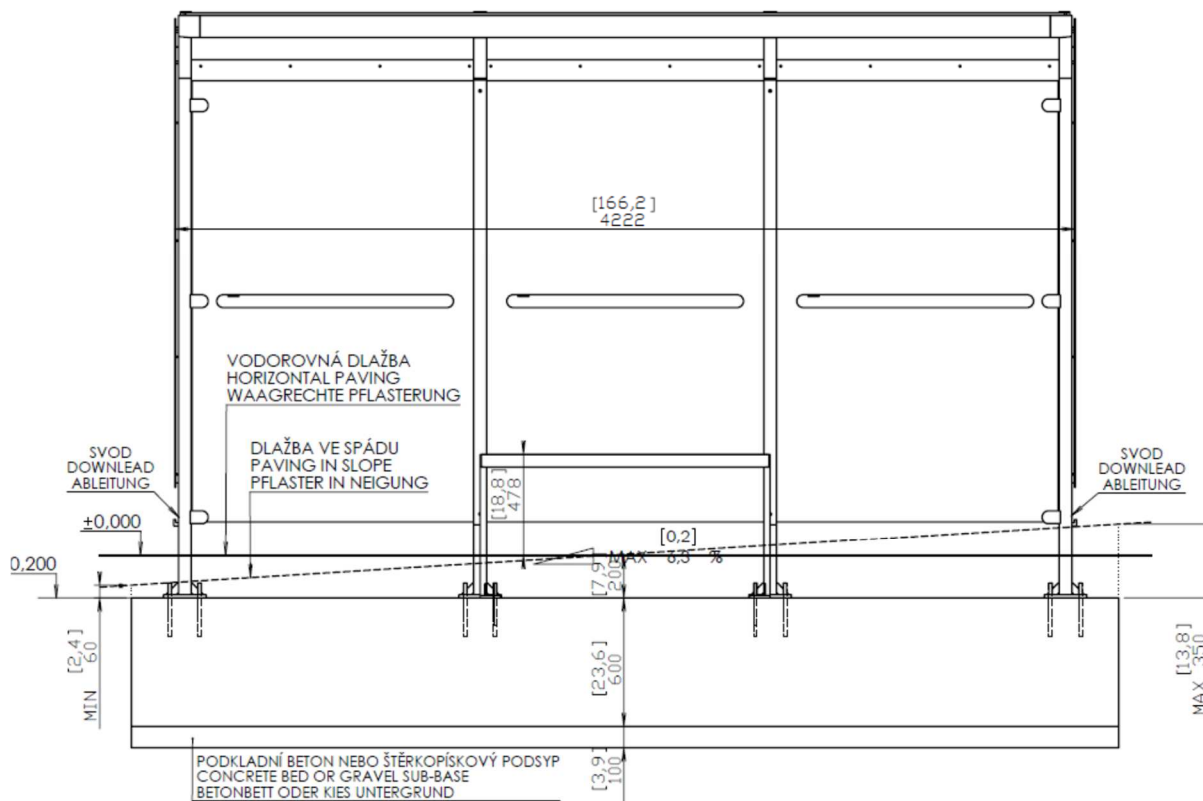 [166,2]
4222
VODOROVNÁ DLAŽBA
HORIZONTAL PAVING
WAAGRECHTE PFLASTERUNG
SVOD
DOWNLEAD
ABLEITUNG
DLAŽBA VE SPÁDU
PAVING IN SLOPE
PFLASTER IN NEIGUNG
[18,8]
478
SVOD
DOWNLEAD
ABLEITUNG
±0,000
[0,2]
MAX %
0,200
[7,9]
200
[2,4]
MIN 60
[23,6]
600
[13,8]
MAX 350
PODKLADNÍ BETON NEBO ŠTĚRKOPÍSKOVÝ PODSYP
CONCRETE BED OR GRAVEL SUB-BASE
BETONBETT ODER KIES UNTERGRUND
[3,9]
100